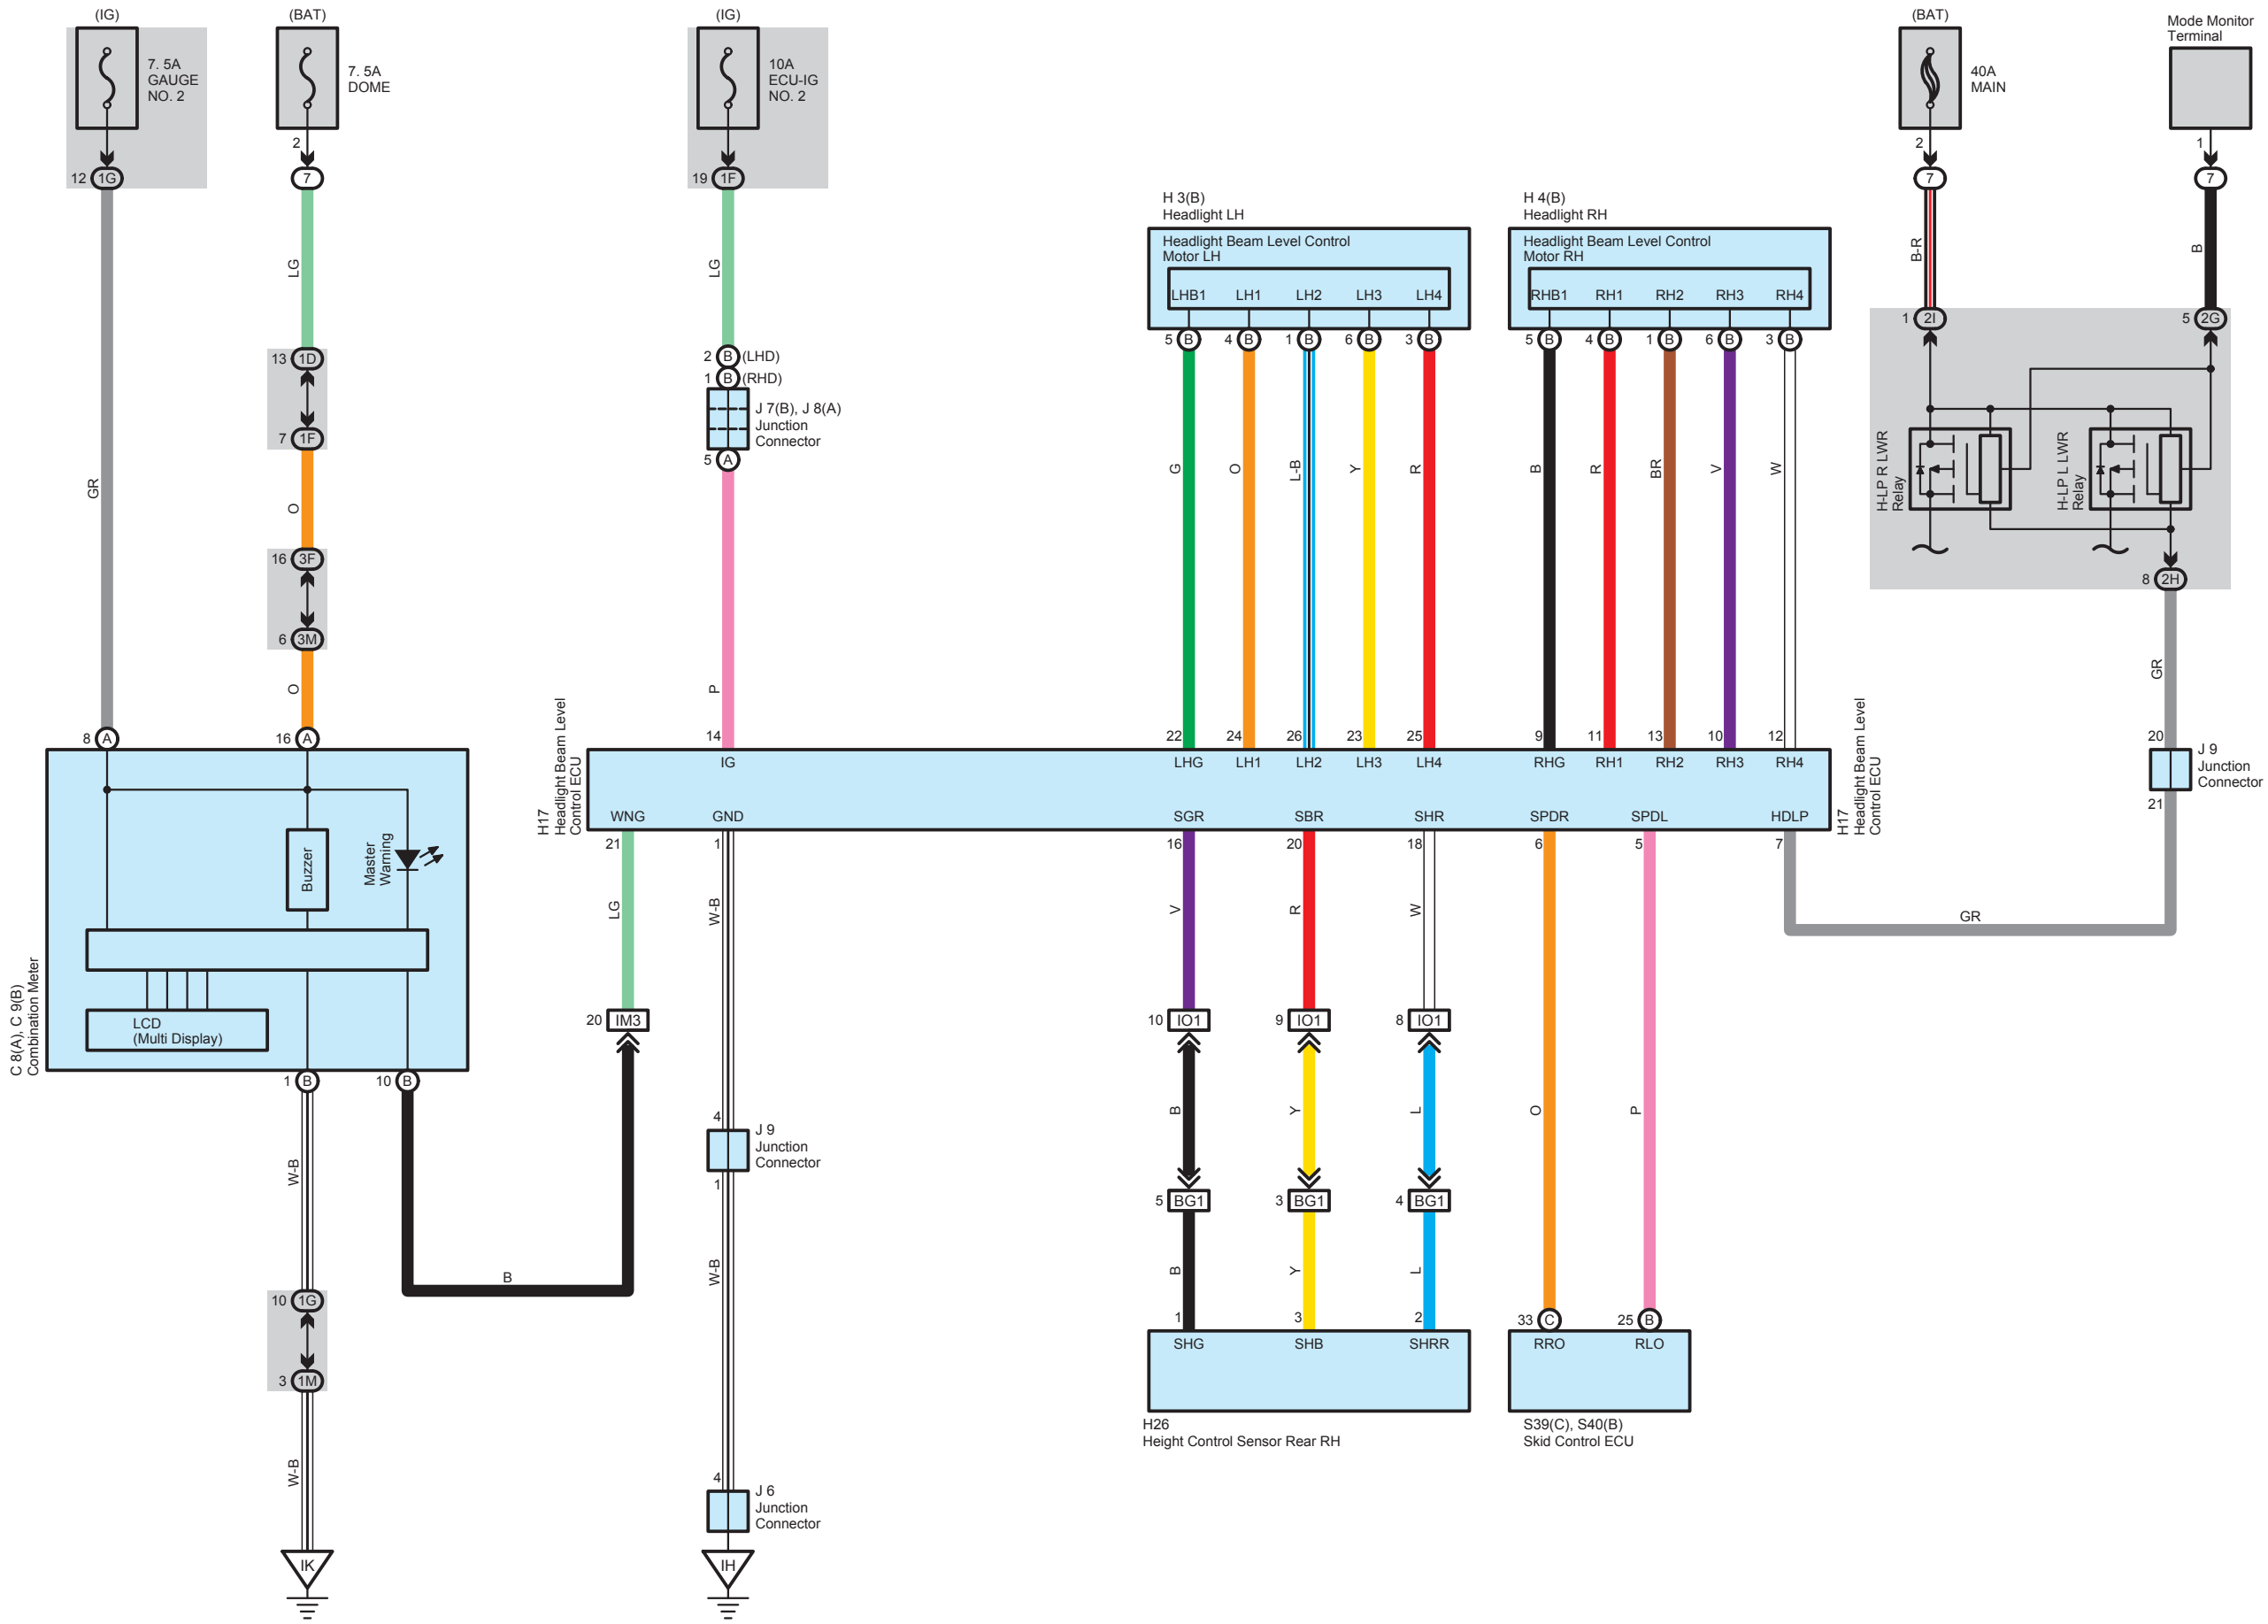 (IG)
(BAT)
(IG)
(BAT)
Mode Monitor
Terminal
7. 5A
GAUGE
NO. 2
7. 5A
DOME
10A
ECU-IG
NO. 2
40A
MAIN
2
2
1
12 1G
7
19 1F
7
7
H 3(B)
Headlight LH
H 4(B)
Headlight RH
Headlight Beam Level Control
Motor LH
Headlight Beam Level Control
Motor RH
LHB1 LH1 LH2 LH3 LH4
RHB1 RH1 RH2 RH3 RH4
LG
LG
B-R
B
1 2I
5 2G
5 B 4 B 1 B 6 B 3 B
5 B 4 B 1 B 6 B 3 B
13 1D
2 B (LHD)
1 B (RHD)
J 7(B), J 8(A)
Junction
Connector
7 1F
5 A
GR
O
G
O
L-B
Y
R
B
R
BR
V
W
H-LP R LWR
Relay
H-LP L LWR
Relay
16 3F
8 2H
6 3M
O
P
GR
H17
Headlight Beam Level
Control ECU
H17
Headlight Beam Level
Control ECU
8 A
16 A
14
22 24 26 23 25
9 11 13 10 12
20
J 9
Junction
Connector
21
IG
LHG LH1 LH2 LH3 LH4
RHG RH1 RH2 RH3 RH4
WNG GND
SGR SBR SHR
SPDR SPDL HDLP
21 1
16 20 18
6 5 7
Buzzer
Master
Warning
LG
W-B
V
R
W
GR
C 8(A), C 9(B)
Combination Meter
LCD
(Multi Display)
20 IM3
10 IO1
9 IO1
8 IO1
1 B
10 B
4
J 9
Junction
Connector
1
B
Y
L
O
P
W-B
5 BG1
3 BG1
4 BG1
B
W-B
B
Y
L
10 1G
3 1M
1 3 2
33 C
25 B
SHG SHB SHRR
RRO RLO
H26
Height Control Sensor Rear RH
S39(C), S40(B)
Skid Control ECU
W-B
4
J 6
Junction
Connector
IK
IH